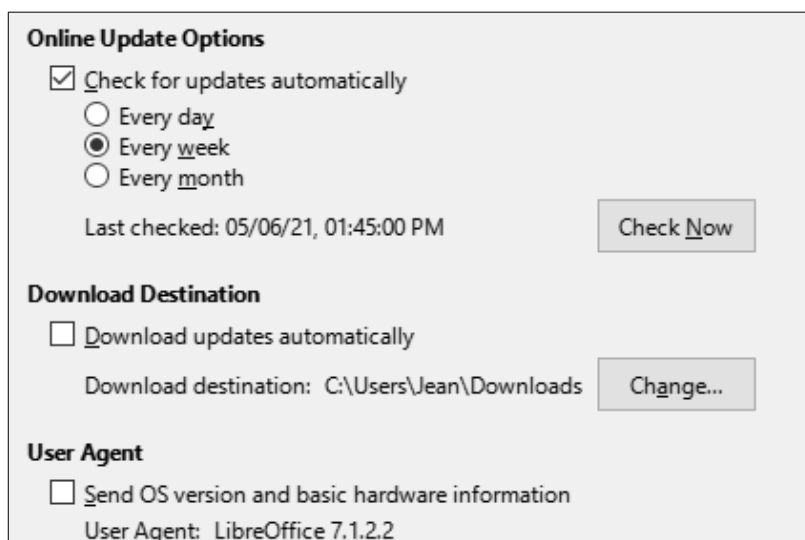 Online Update Options
Check for updates automatically
Every day
Every week
Every month
Last checked: 05/06/21, 01:45:00 PM Check Now
Download Destination
Download updates automatically
Download destination: C:\Users\Jean\Downloads Change...
User Agent
Send OS version and basic hardware information
User Agent: LibreOffice 7.1.2.2